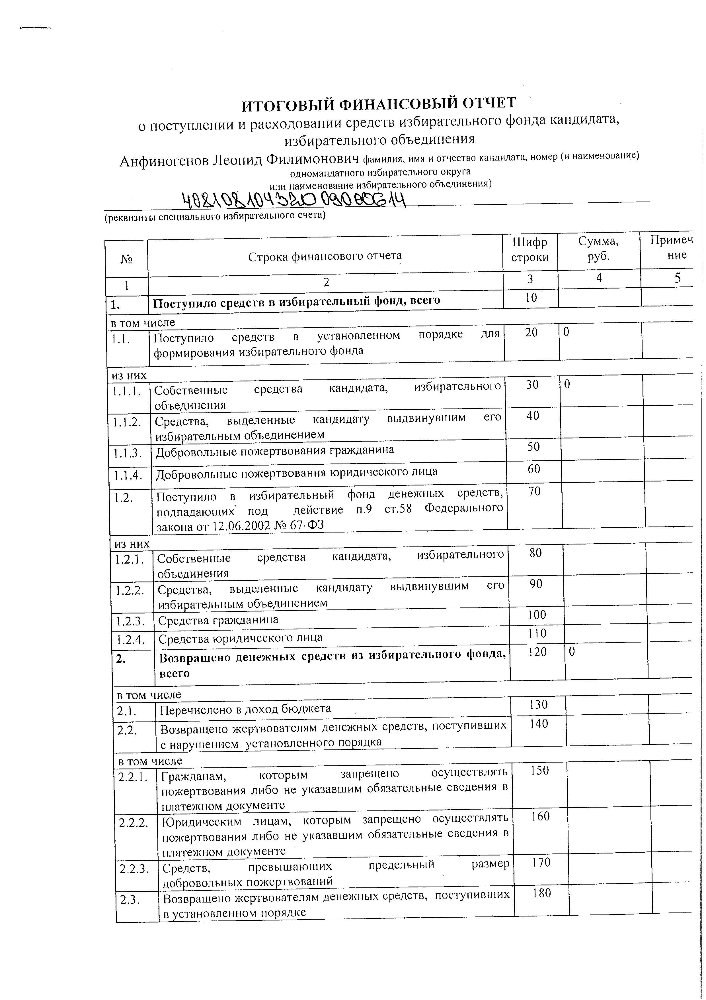 ИТОГОВЫЙ ФИНАНСОВЫЙ ОТЧЕТ
о поступлении и расходовании средств избирательного фонда кандидата,
избирательного объединения
Анфиногенов Леонид Филимонович фамилия, имя и отчество кандидата, номер (и наименование)
одномандатного избирательного округа
или наименование избирательного объединения)
(реквизиты специального избирательного счета)
№ Строка финансового отчета Шифр строки Сумма, руб. Примеч ние
1 2 3 4 5
1. Поступило средств в избирательный фонд, всего 10
в том числе
1.1. Поступило средств в установленном порядке для 20 0
формирования избирательного фонда
из них
1.1.1. Собственные средства кандидата, избирательного 30 0
объединения
1.1.2. Средства, выделенные кандидату выдвинувшим его 40
избирательным объединением
1.1.3. Добровольные пожертвования гражданина 50
1.1.4. Добровольные пожертвования юридического лица 60
1.2. Поступило в избирательный фонд денежных средств, 70
подпадающих под действие п.9 ст.58 Федерального
закона от 12.06.2002 № 67-ФЗ
из них
1.2.1. Собственные средства кандидата, избирательного 80
объединения
1.2.2. Средства, выделенные кандидату выдвинувшим его 90
избирательным объединением
1.2.3. Средства гражданина 100
1.2.4. Средства юридического лица 110
2. Возвращено денежных средств из избирательного фонда, 120 0
всего
в том числе
2.1. Перечислено в доход бюджета 130
2.2. Возвращено жертвователям денежных средств, поступивших 140
с нарушением установленного порядка
в том числе
2.2.1. Гражданам, которым запрещено осуществлять 150
пожертвования либо не указавшим обязательные сведения в
платежном документе
2.2.2. Юридическим лицам, которым запрещено осуществлять 160
пожертвования либо не указавшим обязательные сведения в
платежном документе
2.2.3. Средств, превышающих предельный размер 170
добровольных пожертвований
2.3. Возвращено жертвователям денежных средств, поступивших 180
в установленном порядке